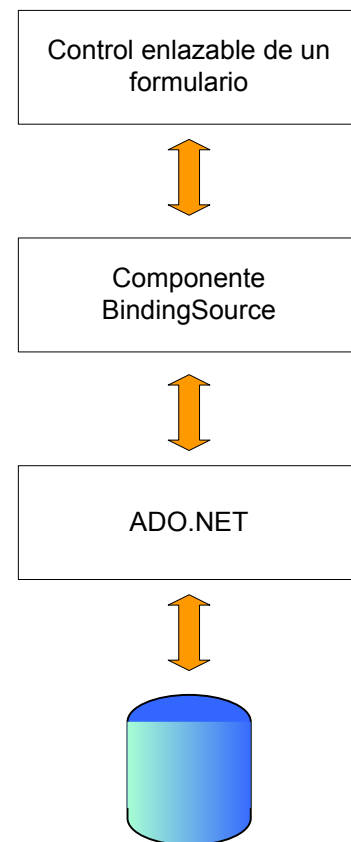 Control enlazable de un
formulario
Componente
BindingSource
ADO.NET